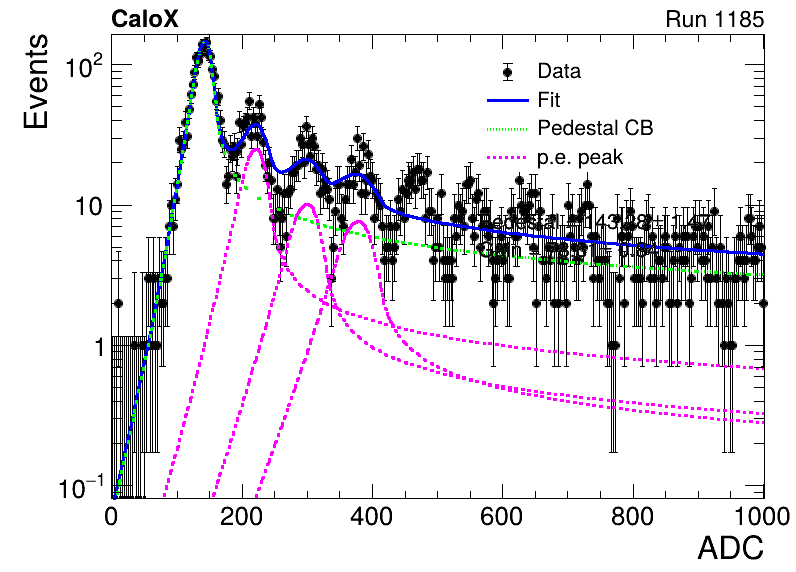 CaloX Run 1185
Events
Data
Fit
Pedestal CB
p.e. peak
10²
10
1
10⁻¹
0 200 400 600 800 1000
ADC